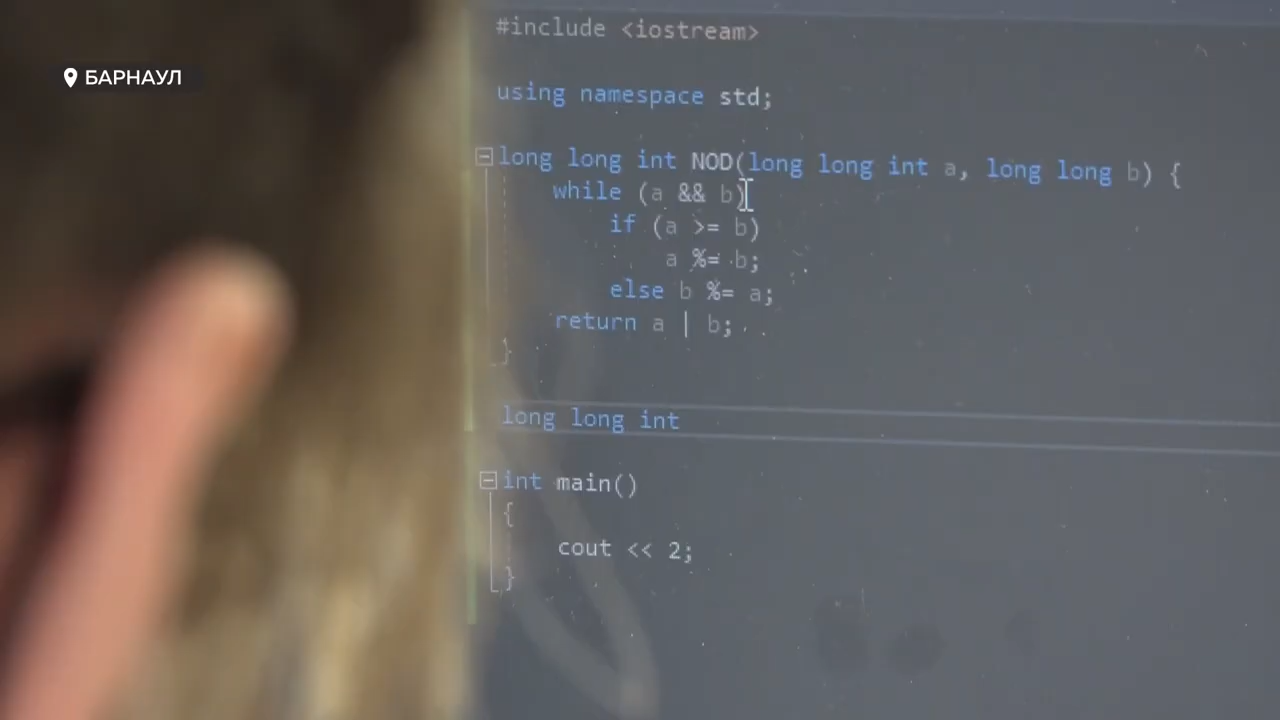 БАРНАУЛ
#include <iostream>
using namespace std;
long long int NOD(long long int a, long long b) {
while (a && b)
if (a >= b)
a %= b;
else b %= a;
return a | b;
}
long long int
int main()
{
cout << 2;
}